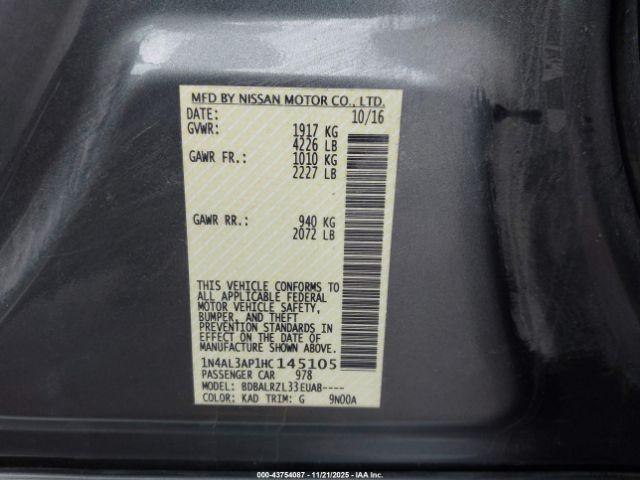 MFD BY NISSAN MOTOR CO., LTD.
DATE: 10/16
GVWR: 1917 KG
4226 LB
GAWR FR.: 1010 KG
2227 LB
GAWR RR.: 940 KG
2072 LB
THIS VEHICLE CONFORMS TO
ALL APPLICABLE FEDERAL
MOTOR VEHICLE SAFETY,
BUMPER, AND THEFT
PREVENTION STANDARDS IN
EFFECT ON THE DATE OF
MANUFACTURE SHOWN ABOVE.
1N4AL3AP1HC145105
PASSENGER CAR 978
MODEL: BDBALRZL33EUAB----
COLOR: KAD TRIM: G 9N00A
© 000-43754087 - 11/21/2025 - IAA Inc.